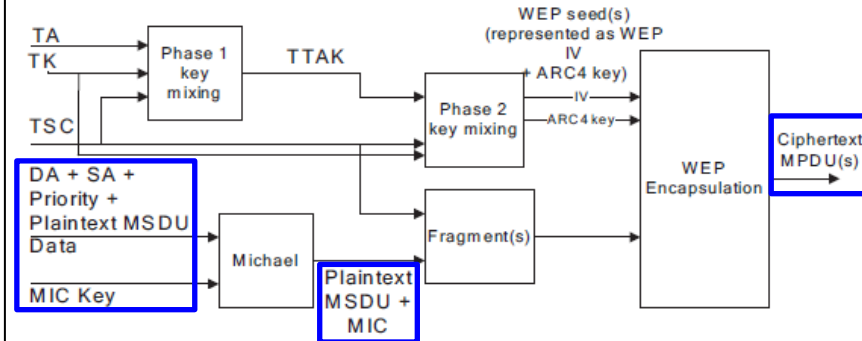 WEP seed(s)
(represented as WEP
IV
+ ARC4 key)
TA
TK
Phase 1
key
mixing
TTAK
IV
ARC4 key
Phase 2
key mixing
TSC
WEP
Encapsulation
Ciphertext
MPDU(s)
DA + SA +
Priority +
Plaintext MSDU
Data
MIC Key
Michael
Plaintext
MSDU +
MIC
Fragment(s)